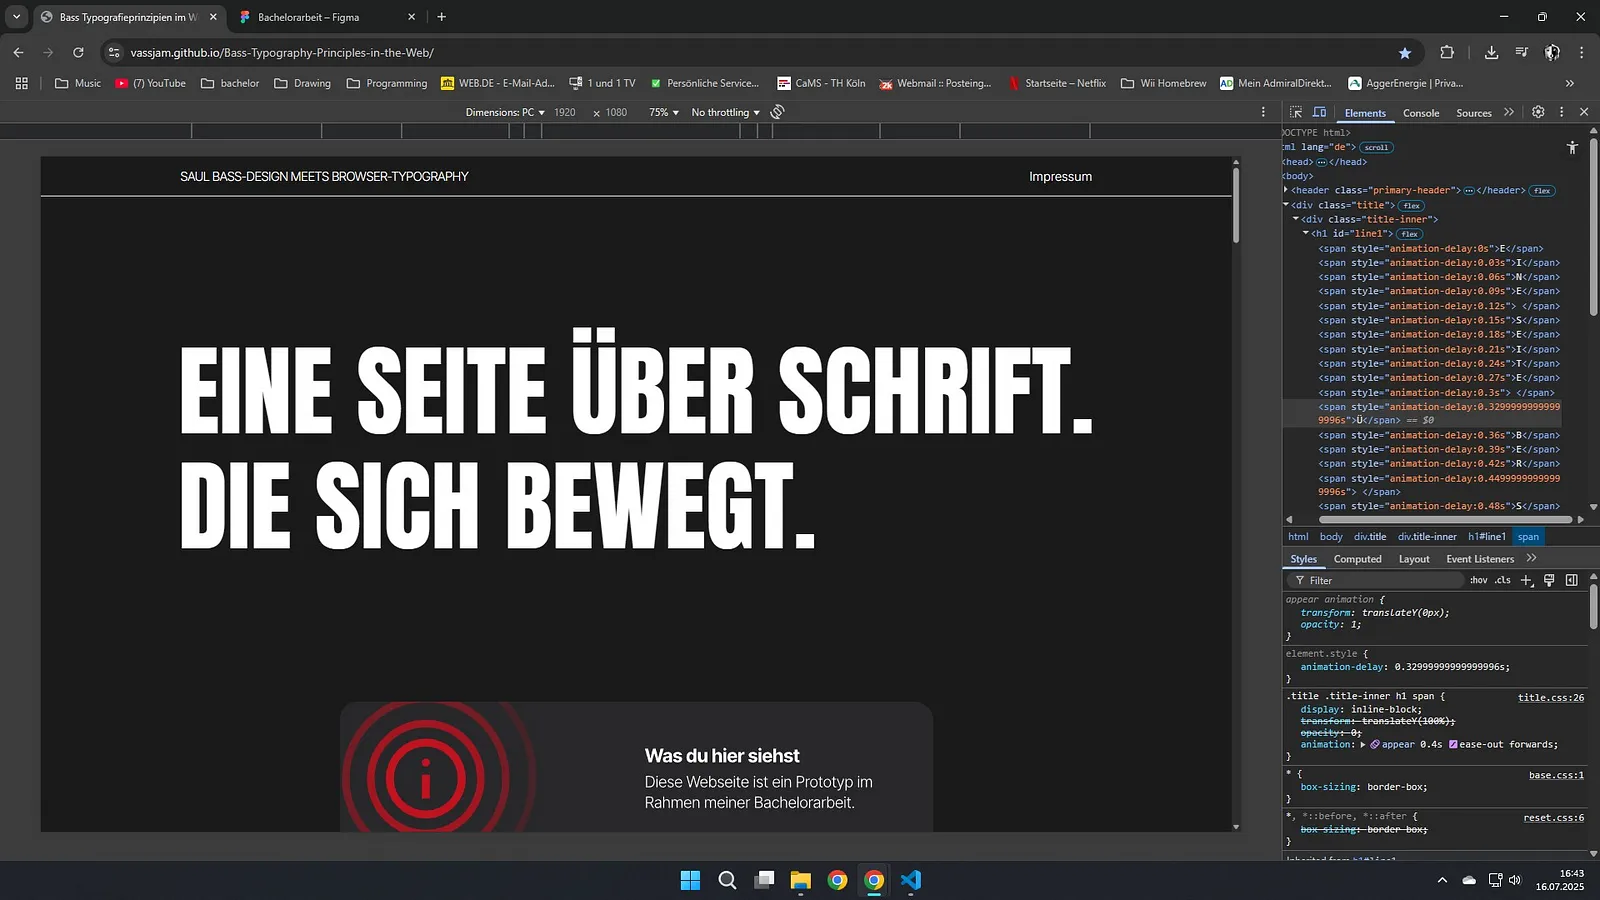 Bass Typografieprinzipien im W
Bachelorarbeit – Figma
vassjam.github.io/Bass-Typography-Principles-in-the-Web/
Music
(7) YouTube
bachelor
Drawing
Programming
WEB.DE - E-Mail-Ad...
1 und 1 TV
Persönliche Service...
CaMS - TH Köln
Webmail :: Posteing...
Startseite – Netflix
Wii Homebrew
Mein AdmiralDirekt...
AggerEnergie | Priva...
Dimensions: PC 1920 × 1080 75% No throttling
Elements Console Sources
SAUL BASS-DESIGN MEETS BROWSER-TYPOGRAPHY
Impressum
EINE SEITE ÜBER SCHRIFT.
DIE SICH BEWEGT.
i
Was du hier siehst
Diese Webseite ist ein Prototyp im
Rahmen meiner Bachelorarbeit.
OCTYPE html>
ml lang="de"> scroll
<head> ⋯ </head>
<body>
<header class="primary-header"> ⋯ </header> flex
<div class="title"> flex
<div class="title-inner">
<h1 id="line1"> flex
<span style="animation-delay:0s">E</span>
<span style="animation-delay:0.03s">I</span>
<span style="animation-delay:0.06s">N</span>
<span style="animation-delay:0.09s">E</span>
<span style="animation-delay:0.12s"> </span>
<span style="animation-delay:0.15s">S</span>
<span style="animation-delay:0.18s">E</span>
<span style="animation-delay:0.21s">I</span>
<span style="animation-delay:0.24s">T</span>
<span style="animation-delay:0.27s">E</span>
<span style="animation-delay:0.3s"> </span>
<span style="animation-delay:0.3299999999999
9996s">Ü</span> == $0
<span style="animation-delay:0.36s">B</span>
<span style="animation-delay:0.39s">E</span>
<span style="animation-delay:0.42s">R</span>
<span style="animation-delay:0.4499999999999
9996s"> </span>
<span style="animation-delay:0.48s">S</span>
html body div.title div.title-inner h1#line1 span
Styles Computed Layout Event Listeners
Filter :hov .cls
appear animation {
transform: translateY(0px);
opacity: 1;
}
element.style {
animation-delay: 0.32999999999999996s;
}
.title .title-inner h1 span { title.css:26
display: inline-block;
transform: translateY(100%);
opacity: 0;
animation: appear 0.4s ease-out forwards;
}
* { base.css:1
box-sizing: border-box;
}
*, *::before, *::after { reset.css:6
box-sizing: border-box;
}
Inherited from h1#line1
16:43
16.07.2025